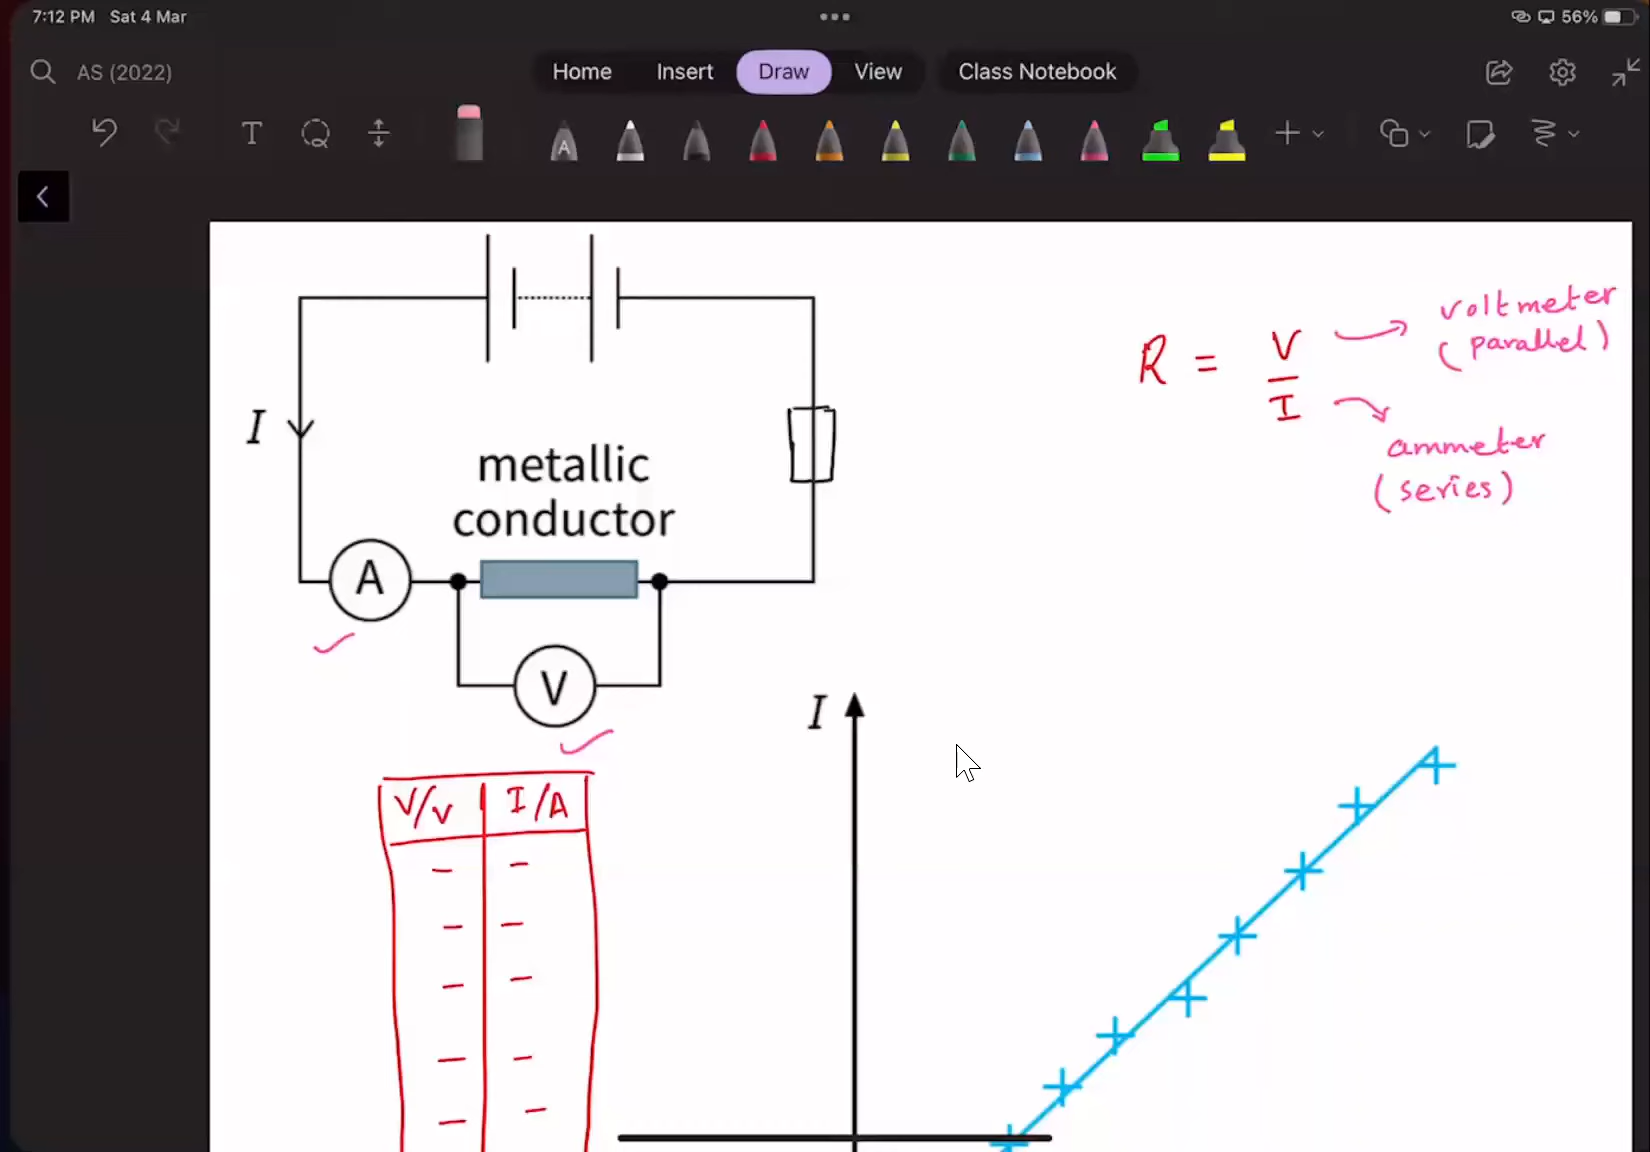 7:12 PM Sat 4 Mar
56%
AS (2022)
Home Insert Draw View Class Notebook
T
A
I
metallic
conductor
A
V
R = V/I
voltmeter
(parallel)
ammeter
(series)
V/V I/A
- -
- -
- -
- -
- -
I